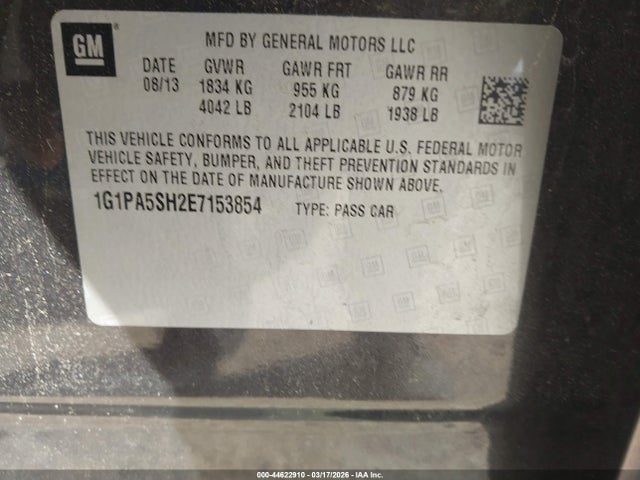 GM
MFD BY GENERAL MOTORS LLC
DATE GVWR GAWR FRT GAWR RR
08/13 1834 KG 955 KG 879 KG
4042 LB 2104 LB 1938 LB
THIS VEHICLE CONFORMS TO ALL APPLICABLE U.S. FEDERAL MOTOR
VEHICLE SAFETY, BUMPER, AND THEFT PREVENTION STANDARDS IN
EFFECT ON THE DATE OF MANUFACTURE SHOWN ABOVE.
1G1PA5SH2E7153854 TYPE: PASS CAR
000-44622910 - 03/17/2026 - IAA Inc.